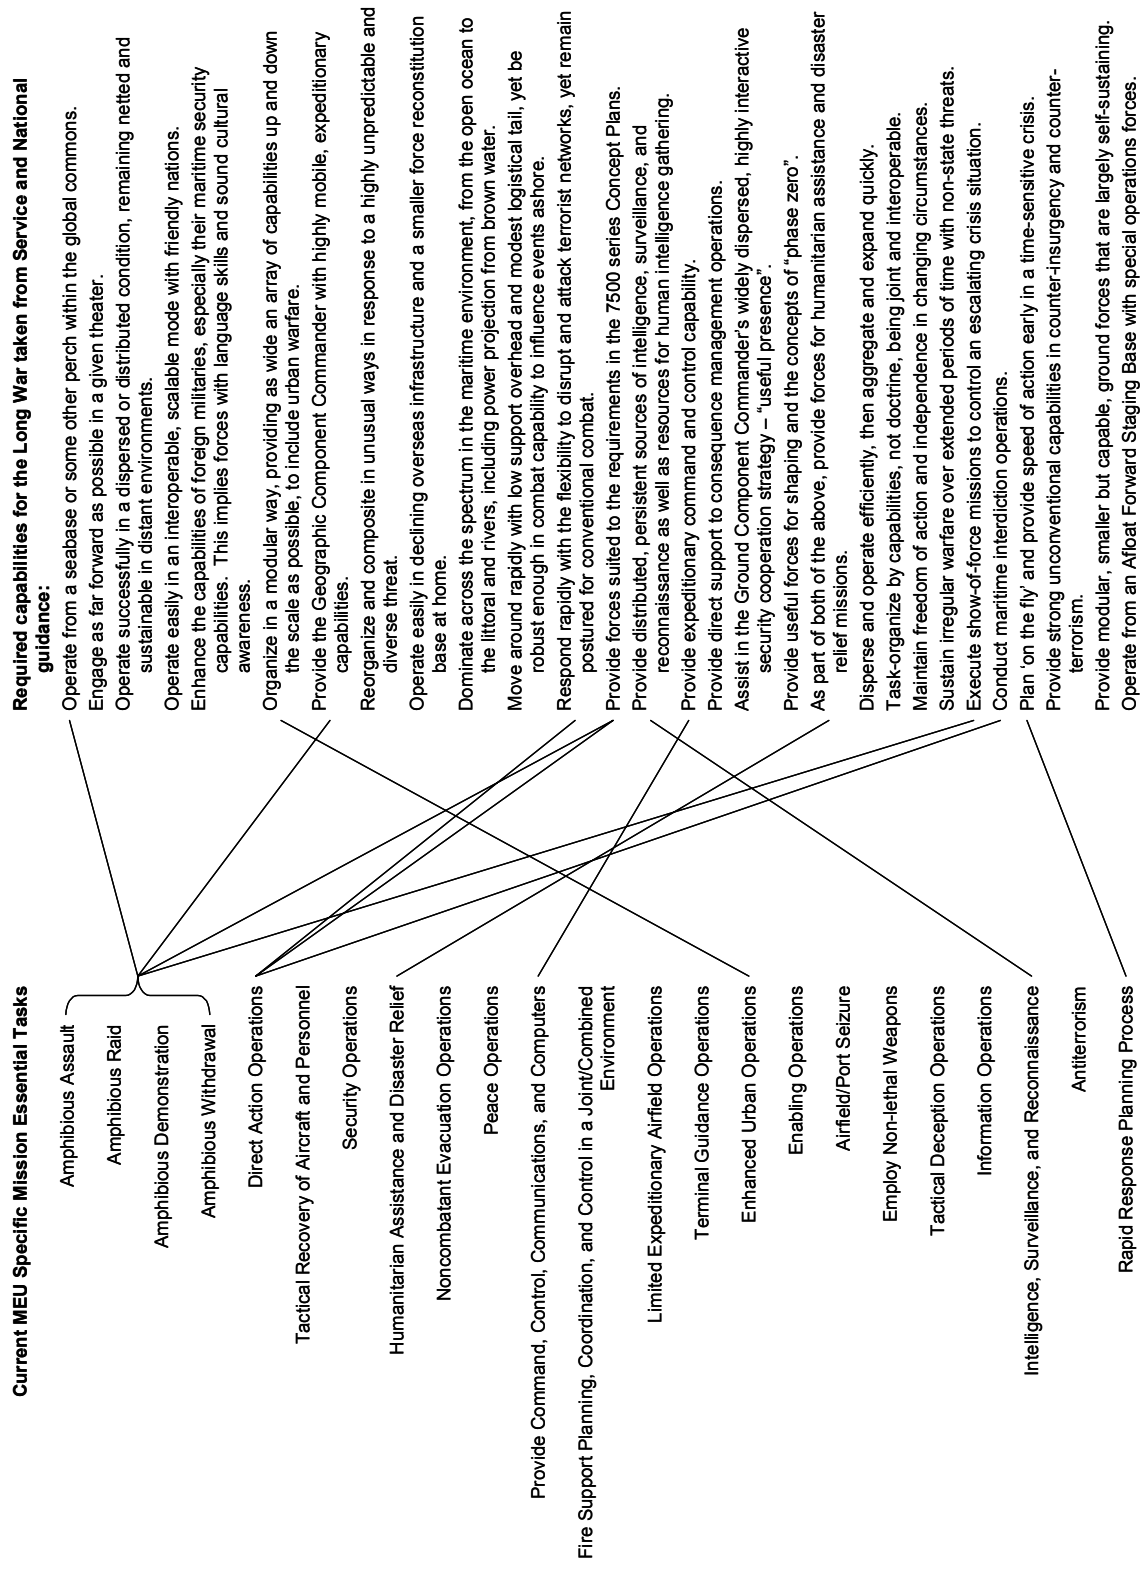 Current MEU Specific Mission Essential Tasks
Amphibious Assault
Amphibious Raid
Amphibious Demonstration
Amphibious Withdrawal
Direct Action Operations
Tactical Recovery of Aircraft and Personnel
Security Operations
Humanitarian Assistance and Disaster Relief
Noncombatant Evacuation Operations
Peace Operations
Provide Command, Control, Communications, and Computers
Fire Support Planning, Coordination, and Control in a Joint/Combined
Environment
Limited Expeditionary Airfield Operations
Terminal Guidance Operations
Enhanced Urban Operations
Enabling Operations
Airfield/Port Seizure
Employ Non-lethal Weapons
Tactical Deception Operations
Information Operations
Intelligence, Surveillance, and Reconnaissance
Antiterrorism
Rapid Response Planning Process
Required capabilities for the Long War taken from Service and National
guidance:
Operate from a seabase or some other perch within the global commons.
Engage as far forward as possible in a given theater.
Operate successfully in a dispersed or distributed condition, remaining netted and
sustainable in distant environments.
Operate easily in an interoperable, scalable mode with friendly nations.
Enhance the capabilities of foreign militaries, especially their maritime security
capabilities. This implies forces with language skills and sound cultural
awareness.
Organize in a modular way, providing as wide an array of capabilities up and down
the scale as possible, to include urban warfare.
Provide the Geographic Component Commander with highly mobile, expeditionary
capabilities.
Reorganize and composite in unusual ways in response to a highly unpredictable and
diverse threat.
Operate easily in declining overseas infrastructure and a smaller force reconstitution
base at home.
Dominate across the spectrum in the maritime environment, from the open ocean to
the littoral and rivers, including power projection from brown water.
Move around rapidly with low support overhead and modest logistical tail, yet be
robust enough in combat capability to influence events ashore.
Respond rapidly with the flexibility to disrupt and attack terrorist networks, yet remain
postured for conventional combat.
Provide forces suited to the requirements in the 7500 series Concept Plans.
Provide distributed, persistent sources of intelligence, surveillance, and
reconnaissance as well as resources for human intelligence gathering.
Provide expeditionary command and control capability.
Provide direct support to consequence management operations.
Assist in the Ground Component Commander's widely dispersed, highly interactive
security cooperation strategy – “useful presence”.
Provide useful forces for shaping and the concepts of “phase zero”.
As part of both of the above, provide forces for humanitarian assistance and disaster
relief missions.
Disperse and operate efficiently, then aggregate and expand quickly.
Task-organize by capabilities, not doctrine, being joint and interoperable.
Maintain freedom of action and independence in changing circumstances.
Sustain irregular warfare over extended periods of time with non-state threats.
Execute show-of-force missions to control an escalating crisis situation.
Conduct maritime interdiction operations.
Plan ‘on the fly’ and provide speed of action early in a time-sensitive crisis.
Provide strong unconventional capabilities in counter-insurgency and counter-
terrorism.
Provide modular, smaller but capable, ground forces that are largely self-sustaining.
Operate from an Afloat Forward Staging Base with special operations forces.